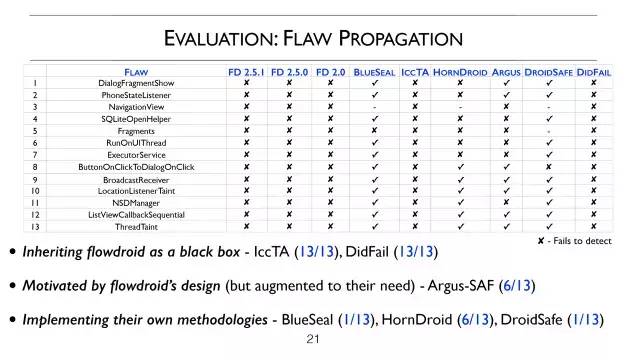 EVALUATION: FLAW PROPAGATION
FLAW FD 2.5.1 FD 2.5.0 FD 2.0 BLUESEAL ICCTA HORNDROID ARGUS DROIDSAFE DIDFAIL
1 DialogFragmentShow ✘ ✘ ✘ ✓ ✘ ✘ ✓ ✓ ✘
2 PhoneStateListener ✘ ✘ ✘ ✓ ✘ ✘ ✓ ✓ ✘
3 NavigationView ✘ ✘ ✘ - ✘ - ✘ - ✘
4 SQLiteOpenHelper ✘ ✘ ✘ ✓ ✘ ✘ ✘ ✓ ✘
5 Fragments ✘ ✘ ✘ ✘ ✘ ✘ ✘ - ✘
6 RunOnUIThread ✘ ✘ ✘ ✓ ✘ ✘ ✘ ✓ ✘
7 ExecutorService ✘ ✘ ✘ ✓ ✘ ✘ ✘ ✓ ✘
8 ButtonOnClickToDialogOnClick ✘ ✘ ✘ ✓ ✘ ✓ ✓ ✘ ✘
9 BroadcastReceiver ✘ ✘ ✘ ✓ ✘ ✓ ✓ ✓ ✘
10 LocationListenerTaint ✘ ✘ ✘ ✓ ✘ ✓ ✓ ✓ ✘
11 NSDManager ✘ ✘ ✘ ✓ ✘ ✓ ✘ ✓ ✘
12 ListViewCallbackSequential ✘ ✘ ✘ ✓ ✘ ✓ ✓ ✓ ✘
13 ThreadTaint ✘ ✘ ✘ ✓ ✘ ✓ ✓ ✓ ✘
✘ - Fails to detect
• Inheriting flowdroid as a black box - IccTA (13/13), DidFail (13/13)
• Motivated by flowdroid's design (but augmented to their need) - Argus-SAF (6/13)
• Implementing their own methodologies - BlueSeal (1/13), HornDroid (6/13), DroidSafe (1/13)
21